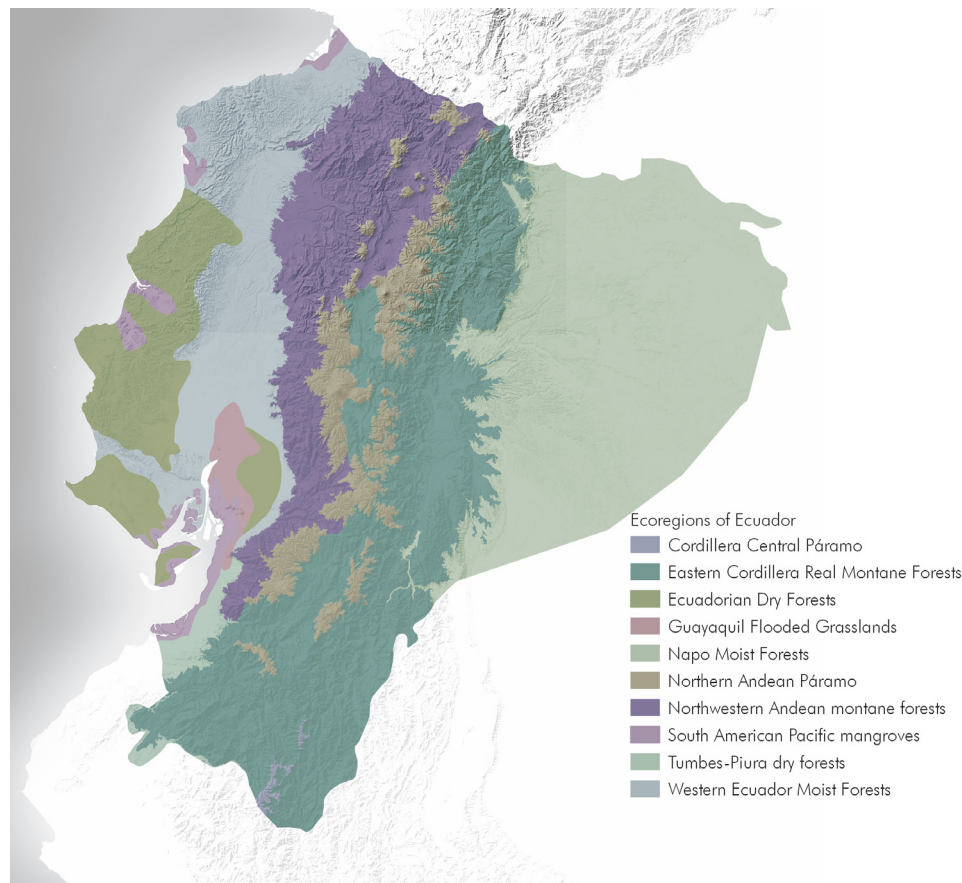 Ecoregions of Ecuador
Cordillera Central Páramo
Eastern Cordillera Real Montane Forests
Ecuadorian Dry Forests
Guayaquil Flooded Grasslands
Napo Moist Forests
Northern Andean Páramo
Northwestern Andean montane forests
South American Pacific mangroves
Tumbes-Piura dry forests
Western Ecuador Moist Forests